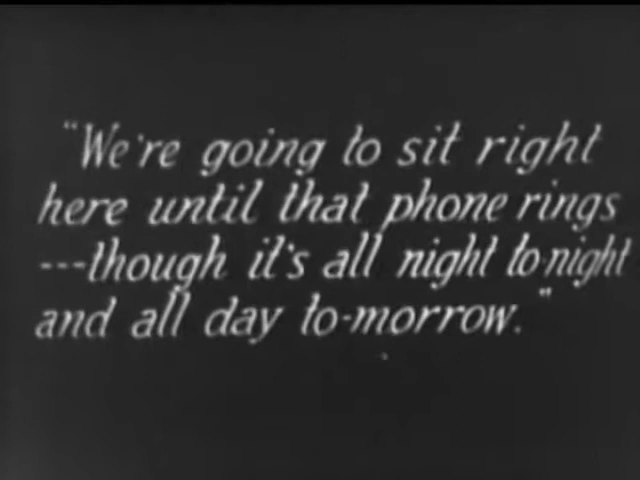 "We're going to sit right
here until that phone rings
---though it's all night to-night
and all day to-morrow."